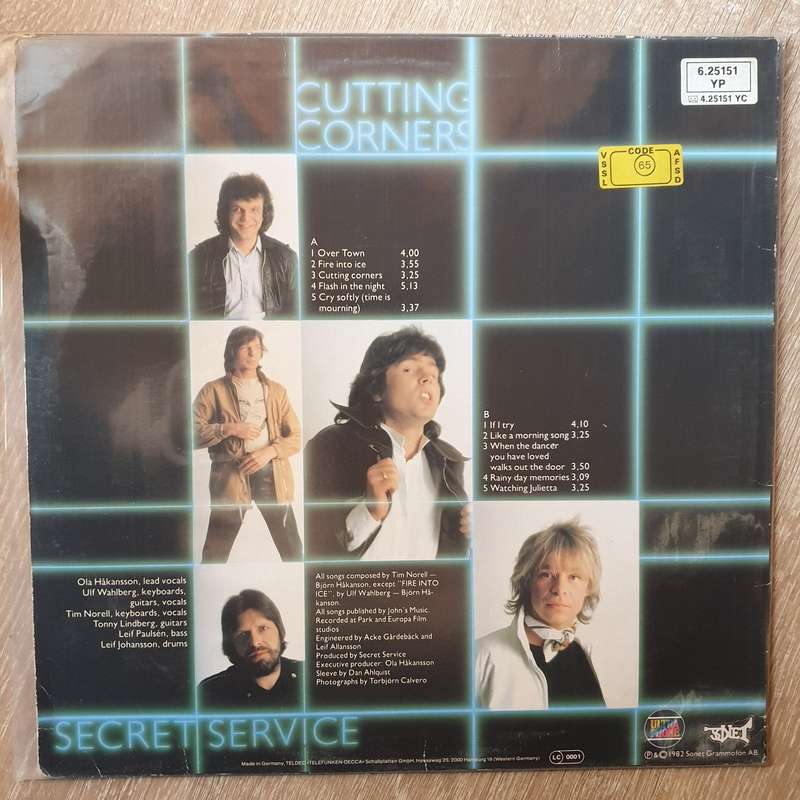 CUTTING
CORNERS
6.25151
YP
4.25151 YC
VSSL
CODE
65
AFSD
A
1 Over Town 4,00
2 Fire into ice 3,55
3 Cutting corners 3,25
4 Flash in the night 5,13
5 Cry softly (time is
mourning) 3,37
B
1 If I try 4,10
2 Like a morning song 3,25
3 When the dancer
you have loved
walks out the door 3,50
4 Rainy day memories 3,09
5 Watching Julietta 3,25
Ola Håkansson, lead vocals
Ulf Wahlberg, keyboards,
guitars, vocals
Tim Norell, keyboards, vocals
Tonny Lindberg, guitars
Leif Paulsén, bass
Leif Johansson, drums
All songs composed by Tim Norell —
Björn Håkanson, except "FIRE INTO
ICE", by Ulf Wahlberg — Björn Hå-
kanson.
All songs published by John's Music.
Recorded at Park and Europa Film
studios
Engineered by Acke Gårdebäck and
Leif Allansson
Produced by Secret Service
Executive producer: Ola Håkansson
Sleeve by Dan Ahlquist
Photographs by Torbjörn Calvero
SECRET SERVICE
ULTRA
PHONE
SONET
℗ & © 1982 Sonet Grammofon AB
Made in Germany, TELDEC »TELEFUNKEN-DECCA« Schallplatten GmbH, Heussweg 25, 2000 Hamburg 19 (Western Germany)
LC 0001